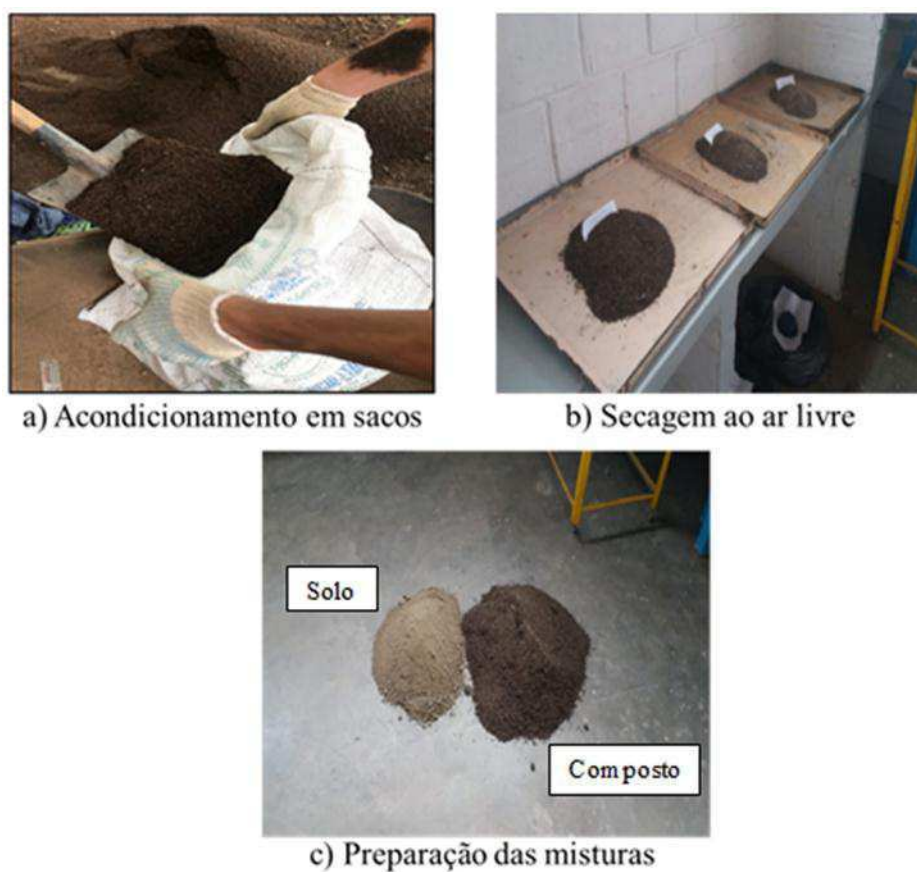 a) Acondicionamento em sacos
b) Secagem ao ar livre
Solo
Composto
c) Preparação das misturas